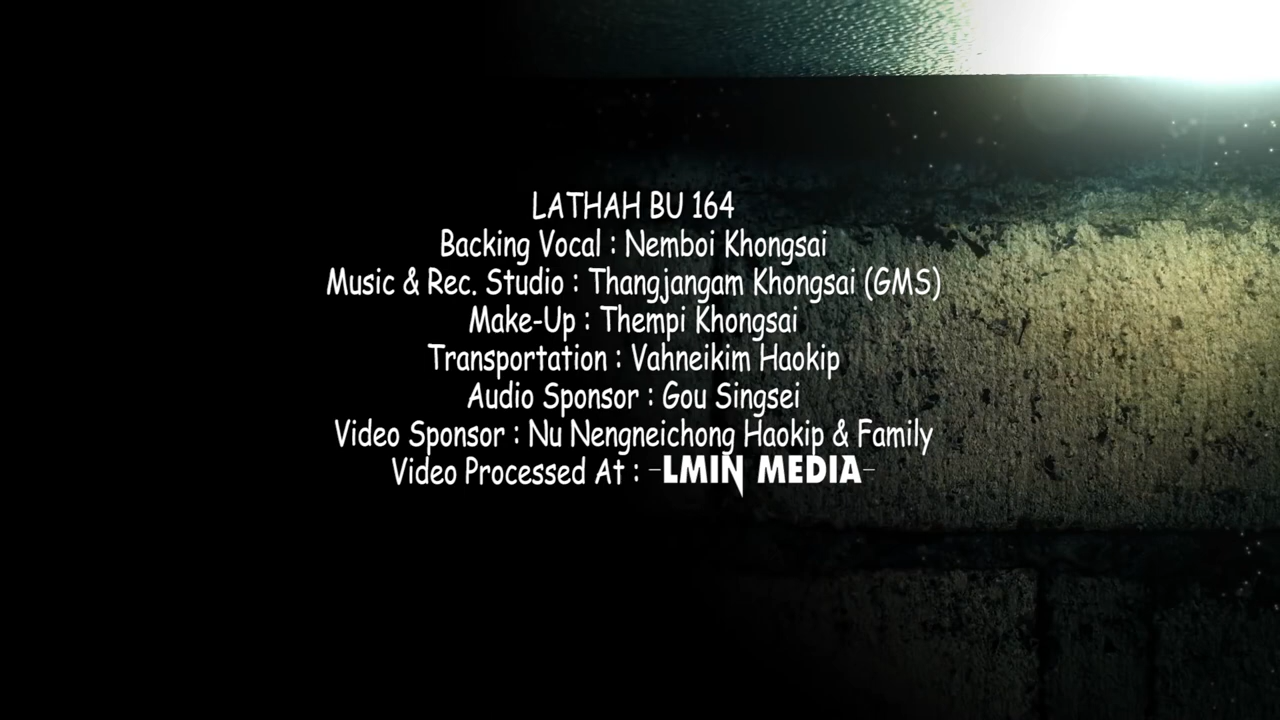 LATHAH BU 164
Backing Vocal : Nemboi Khongsai
Music & Rec. Studio : Thangjangam Khongsai (GMS)
Make-Up : Thempi Khongsai
Transportation : Vahneikim Haokip
Audio Sponsor : Gou Singsei
Video Sponsor : Nu Nengneichong Haokip & Family
Video Processed At : -LMIN MEDIA-